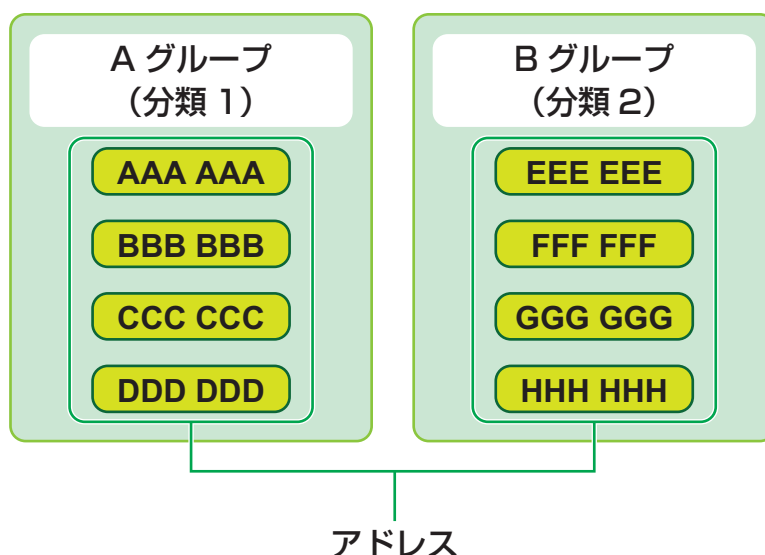 A グループ
（分類 1）
AAA AAA
BBB BBB
CCC CCC
DDD DDD
B グループ
（分類 2）
EEE EEE
FFF FFF
GGG GGG
HHH HHH
アドレス